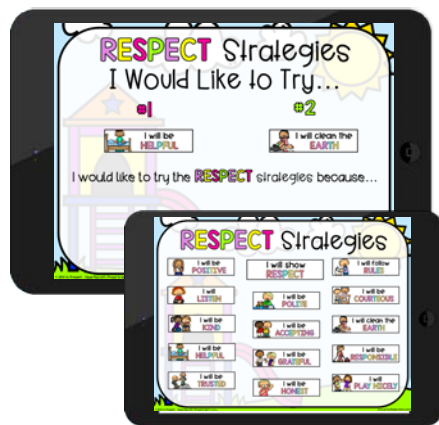 RESPECT Strategies
I Would Like to Try...
#1 #2
I will be
HELPFUL
I will clean the
EARTH
I would like to try the RESPECT strategies because...
RESPECT Strategies
I will be
POSITIVE
I will show
RESPECT
I will follow
RULES
I will
LISTEN
I will be
POLITE
I will be
COURTEOUS
I will be
KIND
I will be
ACCEPTING
I will clean the
EARTH
I will be
HELPFUL
I will be
GRATEFUL
I will be
RESPONSIBLE
I will be
TRUSTED
I will be
HONEST
I will
PLAY NICELY